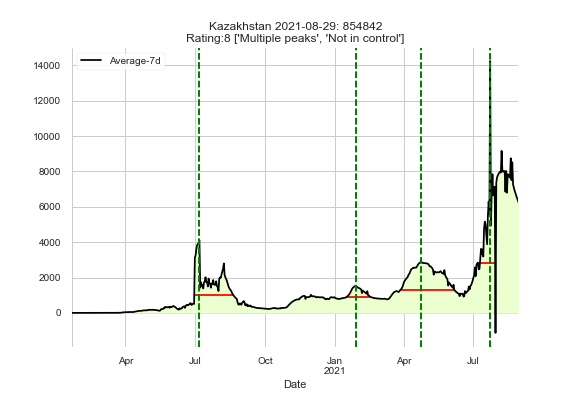 Kazakhstan 2021-08-29: 854842
Rating:8 ['Multiple peaks', 'Not in control']
Average-7d
14000
12000
10000
8000
6000
4000
2000
0
Apr Jul Oct Jan Apr Jul
2021
Date